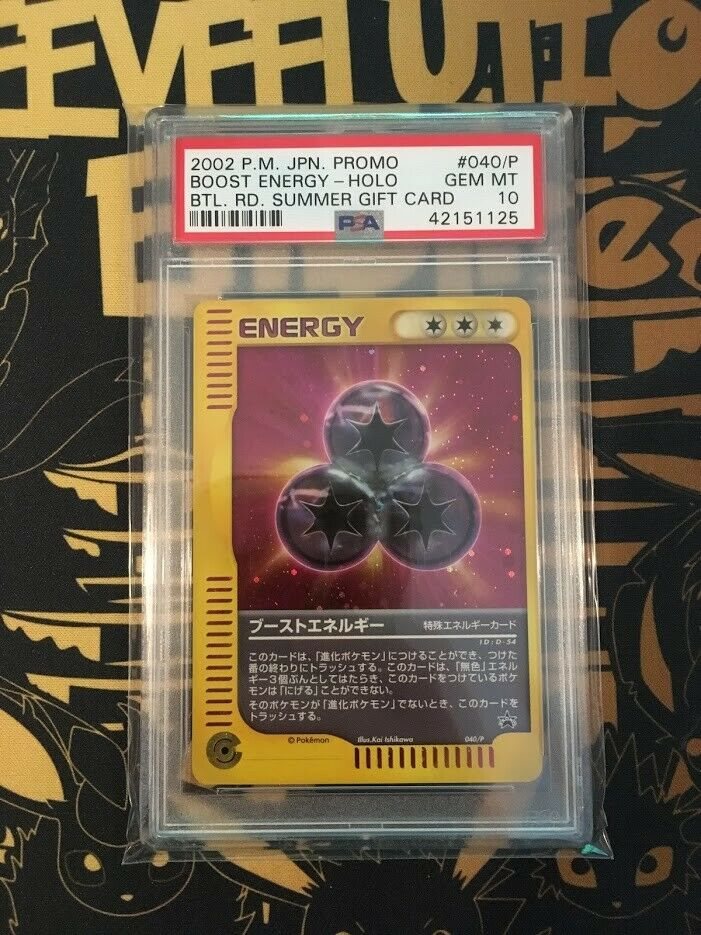 EEVEELUTIO
2002 P.M. JPN. PROMO #040/P
BOOST ENERGY-HOLO GEM MT
BTL. RD. SUMMER GIFT CARD 10
PSA 42151125
ENERGY
ブーストエネルギー 特殊エネルギーカード
ID:D-54
このカードは、「進化ポケモン」につけることができ、つけた
番の終わりにトラッシュする。このカードは、「無色」エネル
ギー3個ぶんとしてはたらき、このカードをつけているポケ
モンは「にげる」ことができない。
そのポケモンが「進化ポケモン」でないとき、このカードを
トラッシュする。
©Pokémon Illus.Kai Ishikawa 040/P